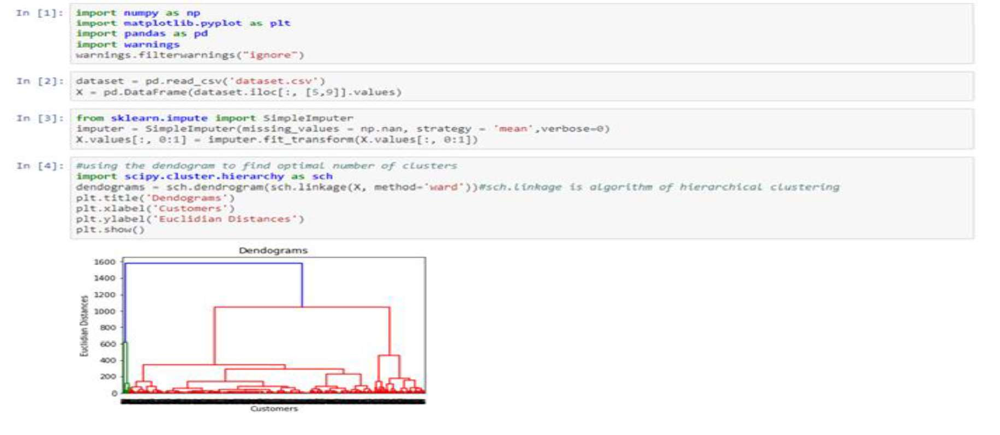 In [1]: import numpy as np
import matplotlib.pyplot as plt
import pandas as pd
import warnings
warnings.filterwarnings("ignore")
In [2]: dataset = pd.read_csv('dataset.csv')
X = pd.DataFrame(dataset.iloc[:, [5,9]].values)
In [3]: from sklearn.impute import SimpleImputer
imputer = SimpleImputer(missing_values = np.nan, strategy = 'mean',verbose=0)
X.values[:, 0:1] = imputer.fit_transform(X.values[:, 0:1])
In [4]: #using the dendogram to find optimal number of clusters
import scipy.cluster.hierarchy as sch
dendograms = sch.dendrogram(sch.linkage(X, method='ward'))#sch.linkage is algorithm of hierarchical clustering
plt.title('Dendograms')
plt.xlabel('Customers')
plt.ylabel('Euclidian Distances')
plt.show()
Dendograms
1600
1400
1200
1000
800
600
400
200
0
Euclidian Distances
Customers